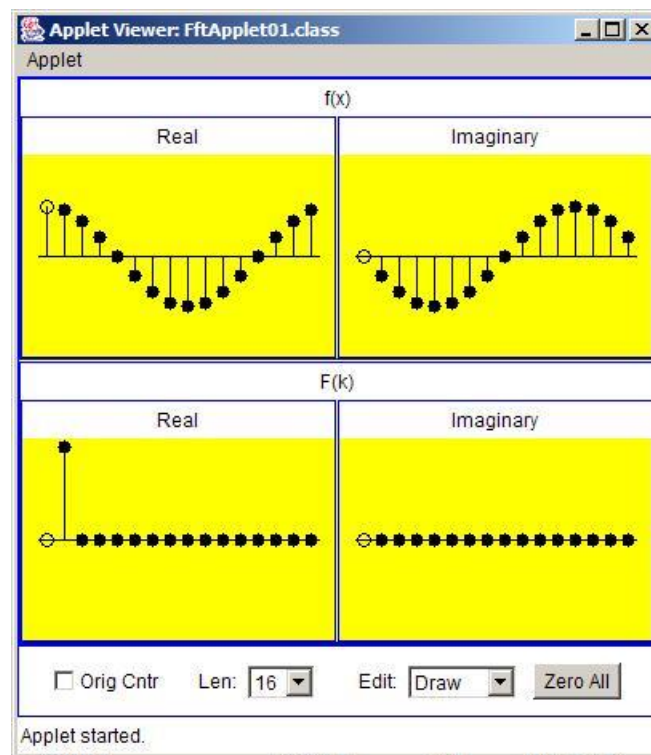 Applet Viewer: FftApplet01.class
Applet
f(x)
Real Imaginary
F(k)
Real Imaginary
Orig Cntr Len: 16 Edit: Draw Zero All
Applet started.